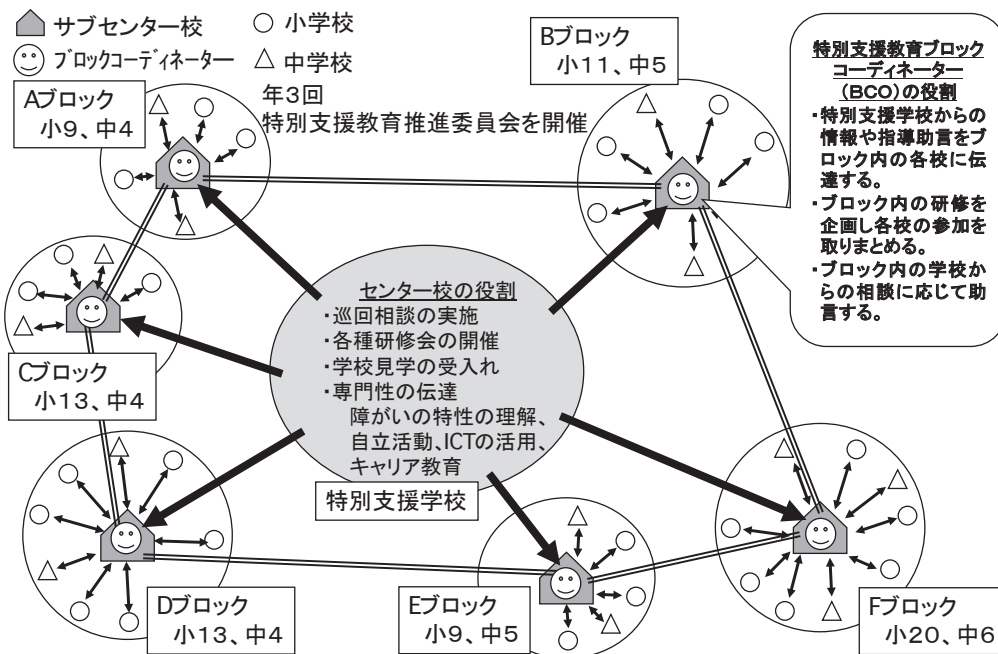 サブセンター校
小学校
ブロックコーディネーター
中学校
年3回
特別支援教育推進委員会を開催
Aブロック
小9、中4
Bブロック
小11、中5
特別支援教育ブロック
コーディネーター
(BCO)の役割
・特別支援学校からの
情報や指導助言をブ
ロック内の各校に伝
達する。
・ブロック内の研修を
企画し各校の参加を
取りまとめる。
・ブロック内の学校か
らの相談に応じて助
言する。
センター校の役割
・巡回相談の実施
・各種研修会の開催
・学校見学の受入れ
・専門性の伝達
障がいの特性の理解、
自立活動、ICTの活用、
キャリア教育
特別支援学校
Cブロック
小13、中4
Dブロック
小13、中4
Eブロック
小9、中5
Fブロック
小20、中6